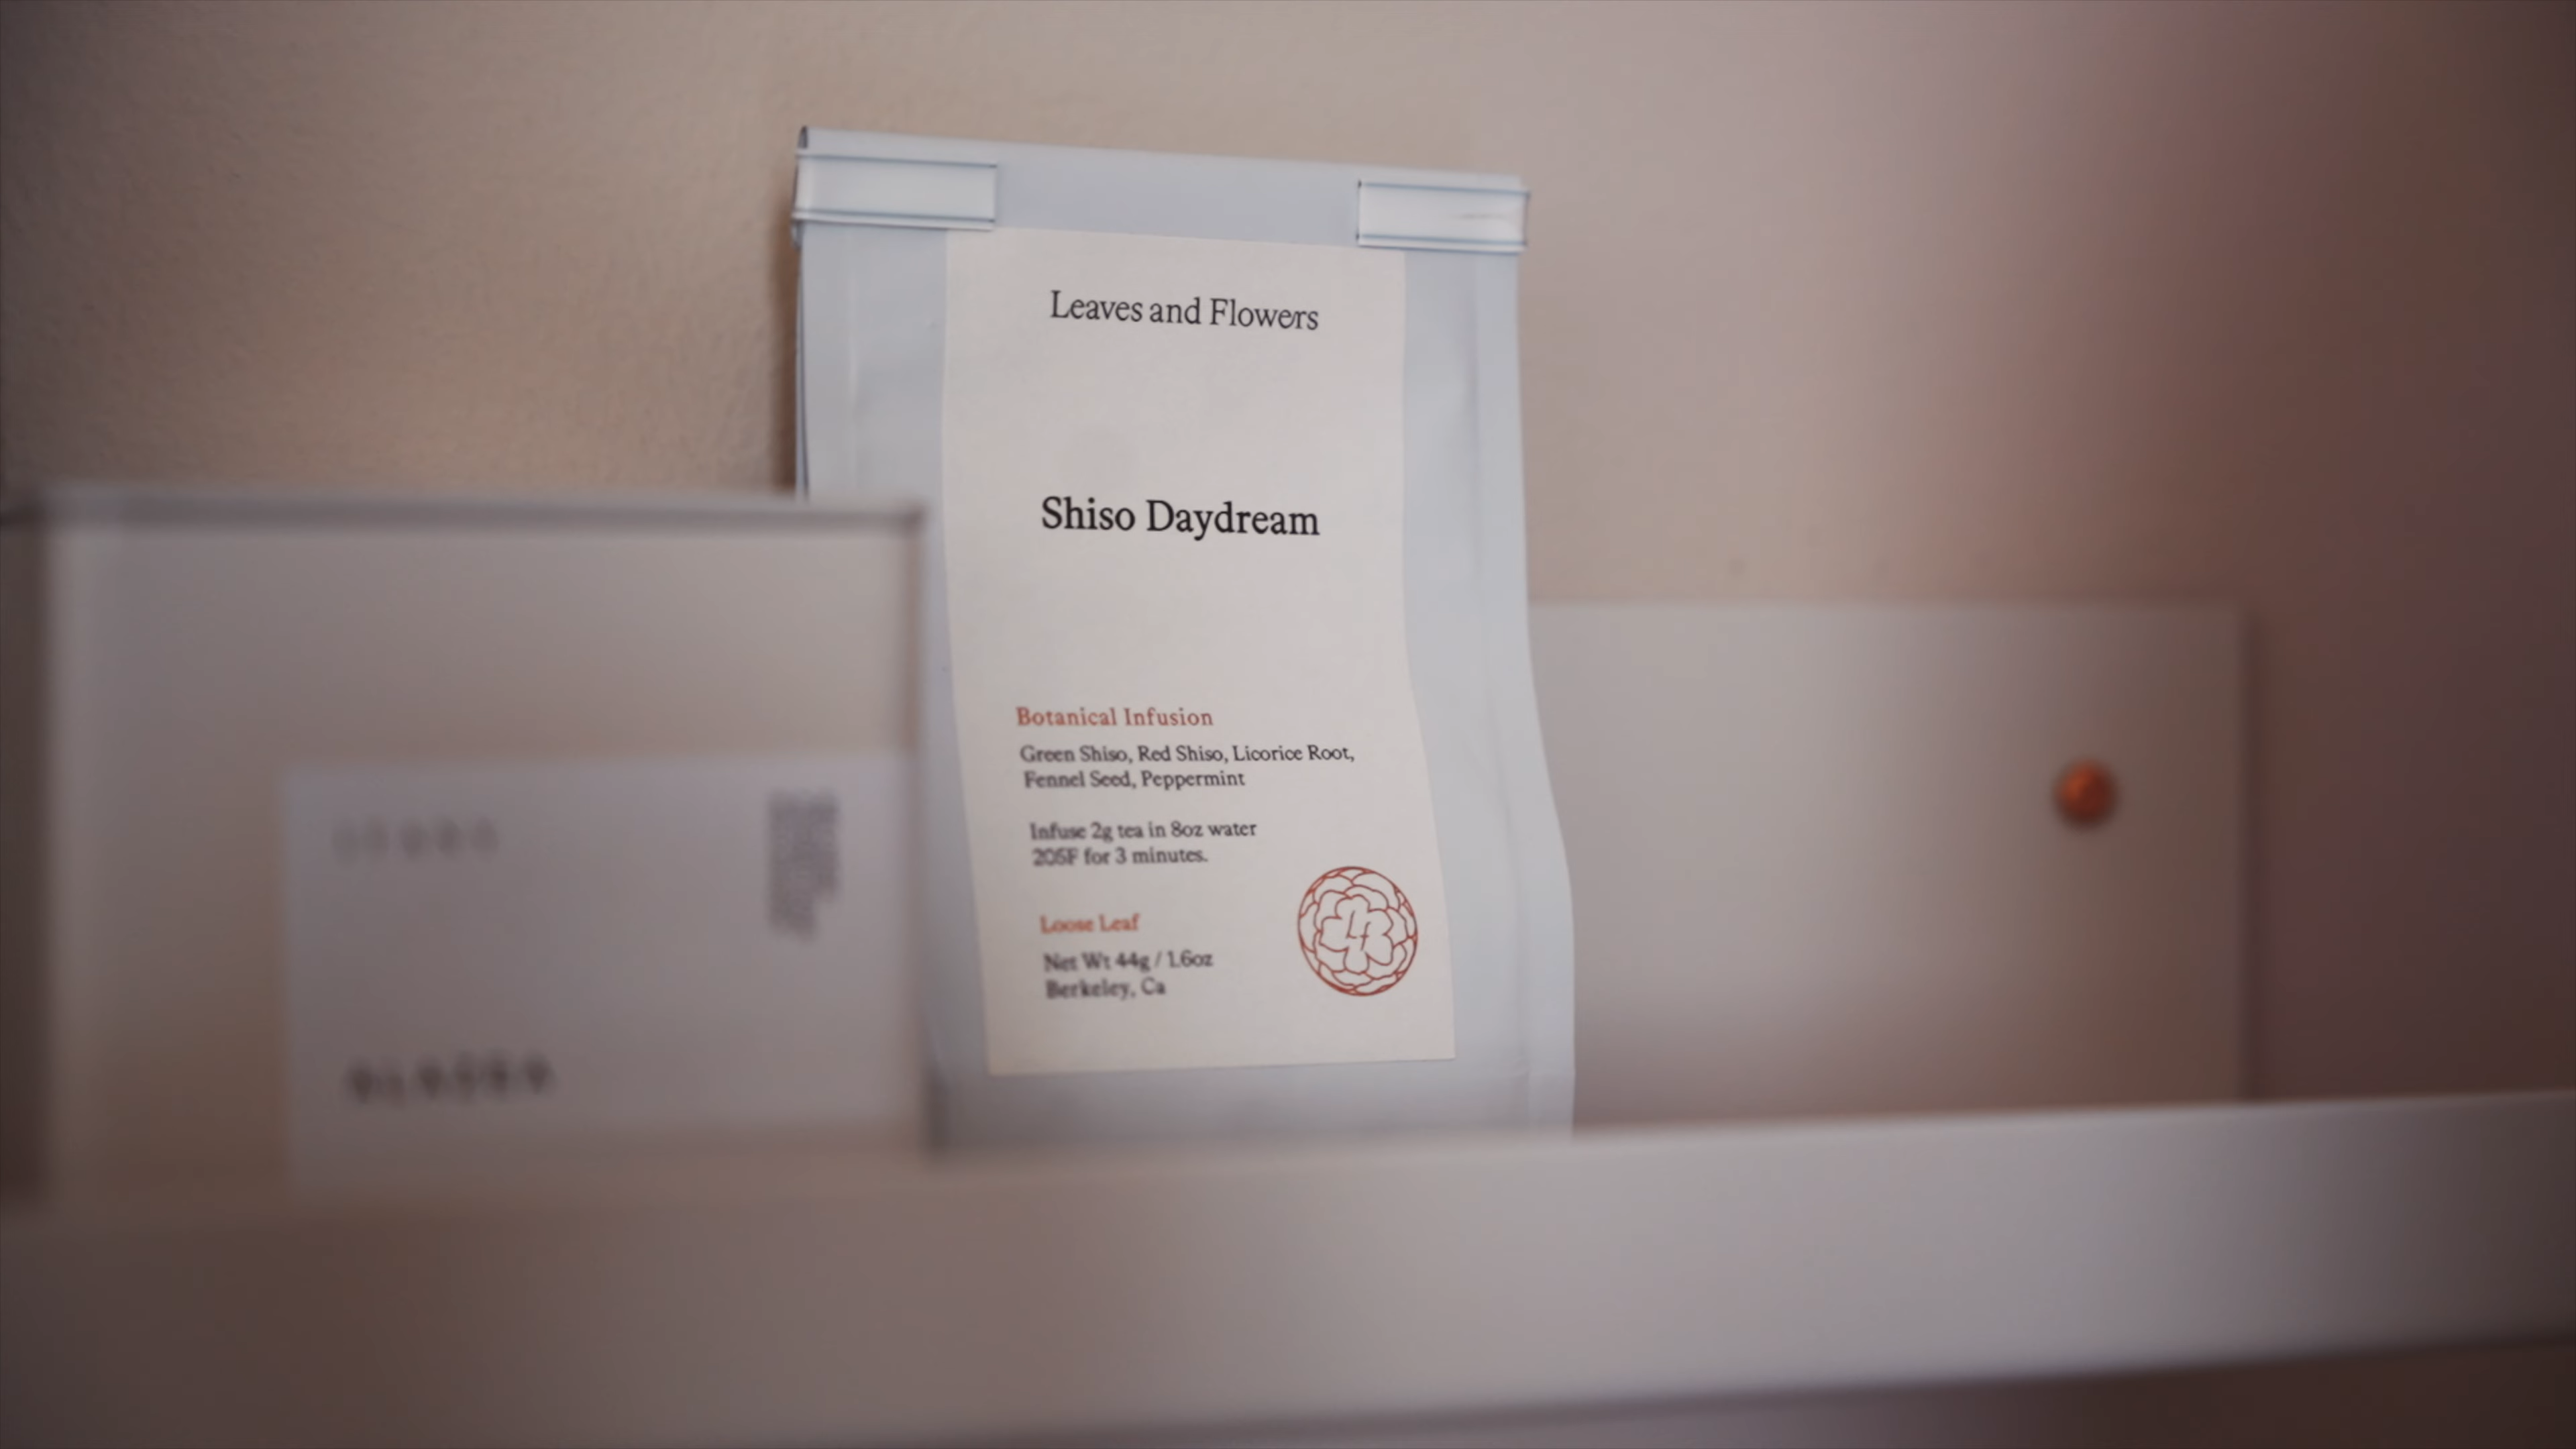 Leaves and Flowers
Shiso Daydream
Botanical Infusion
Green Shiso, Red Shiso, Licorice Root,
Fennel Seed, Peppermint
Infuse 2g tea in 8oz water
205F for 3 minutes.
Loose Leaf
Net Wt 44g / 1.6oz
Berkeley, Ca